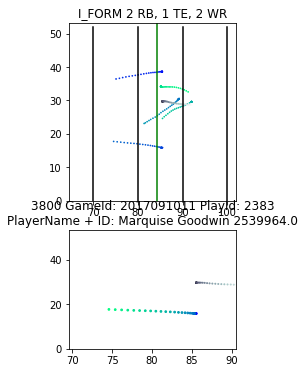 I_FORM 2 RB, 1 TE, 2 WR
50
40
30
20
10
0
70 80 90 100
3800 GameId: 2017091011 PlayId: 2383
PlayerName + ID: Marquise Goodwin 2539964.0
40
20
0
70 75 80 85 90